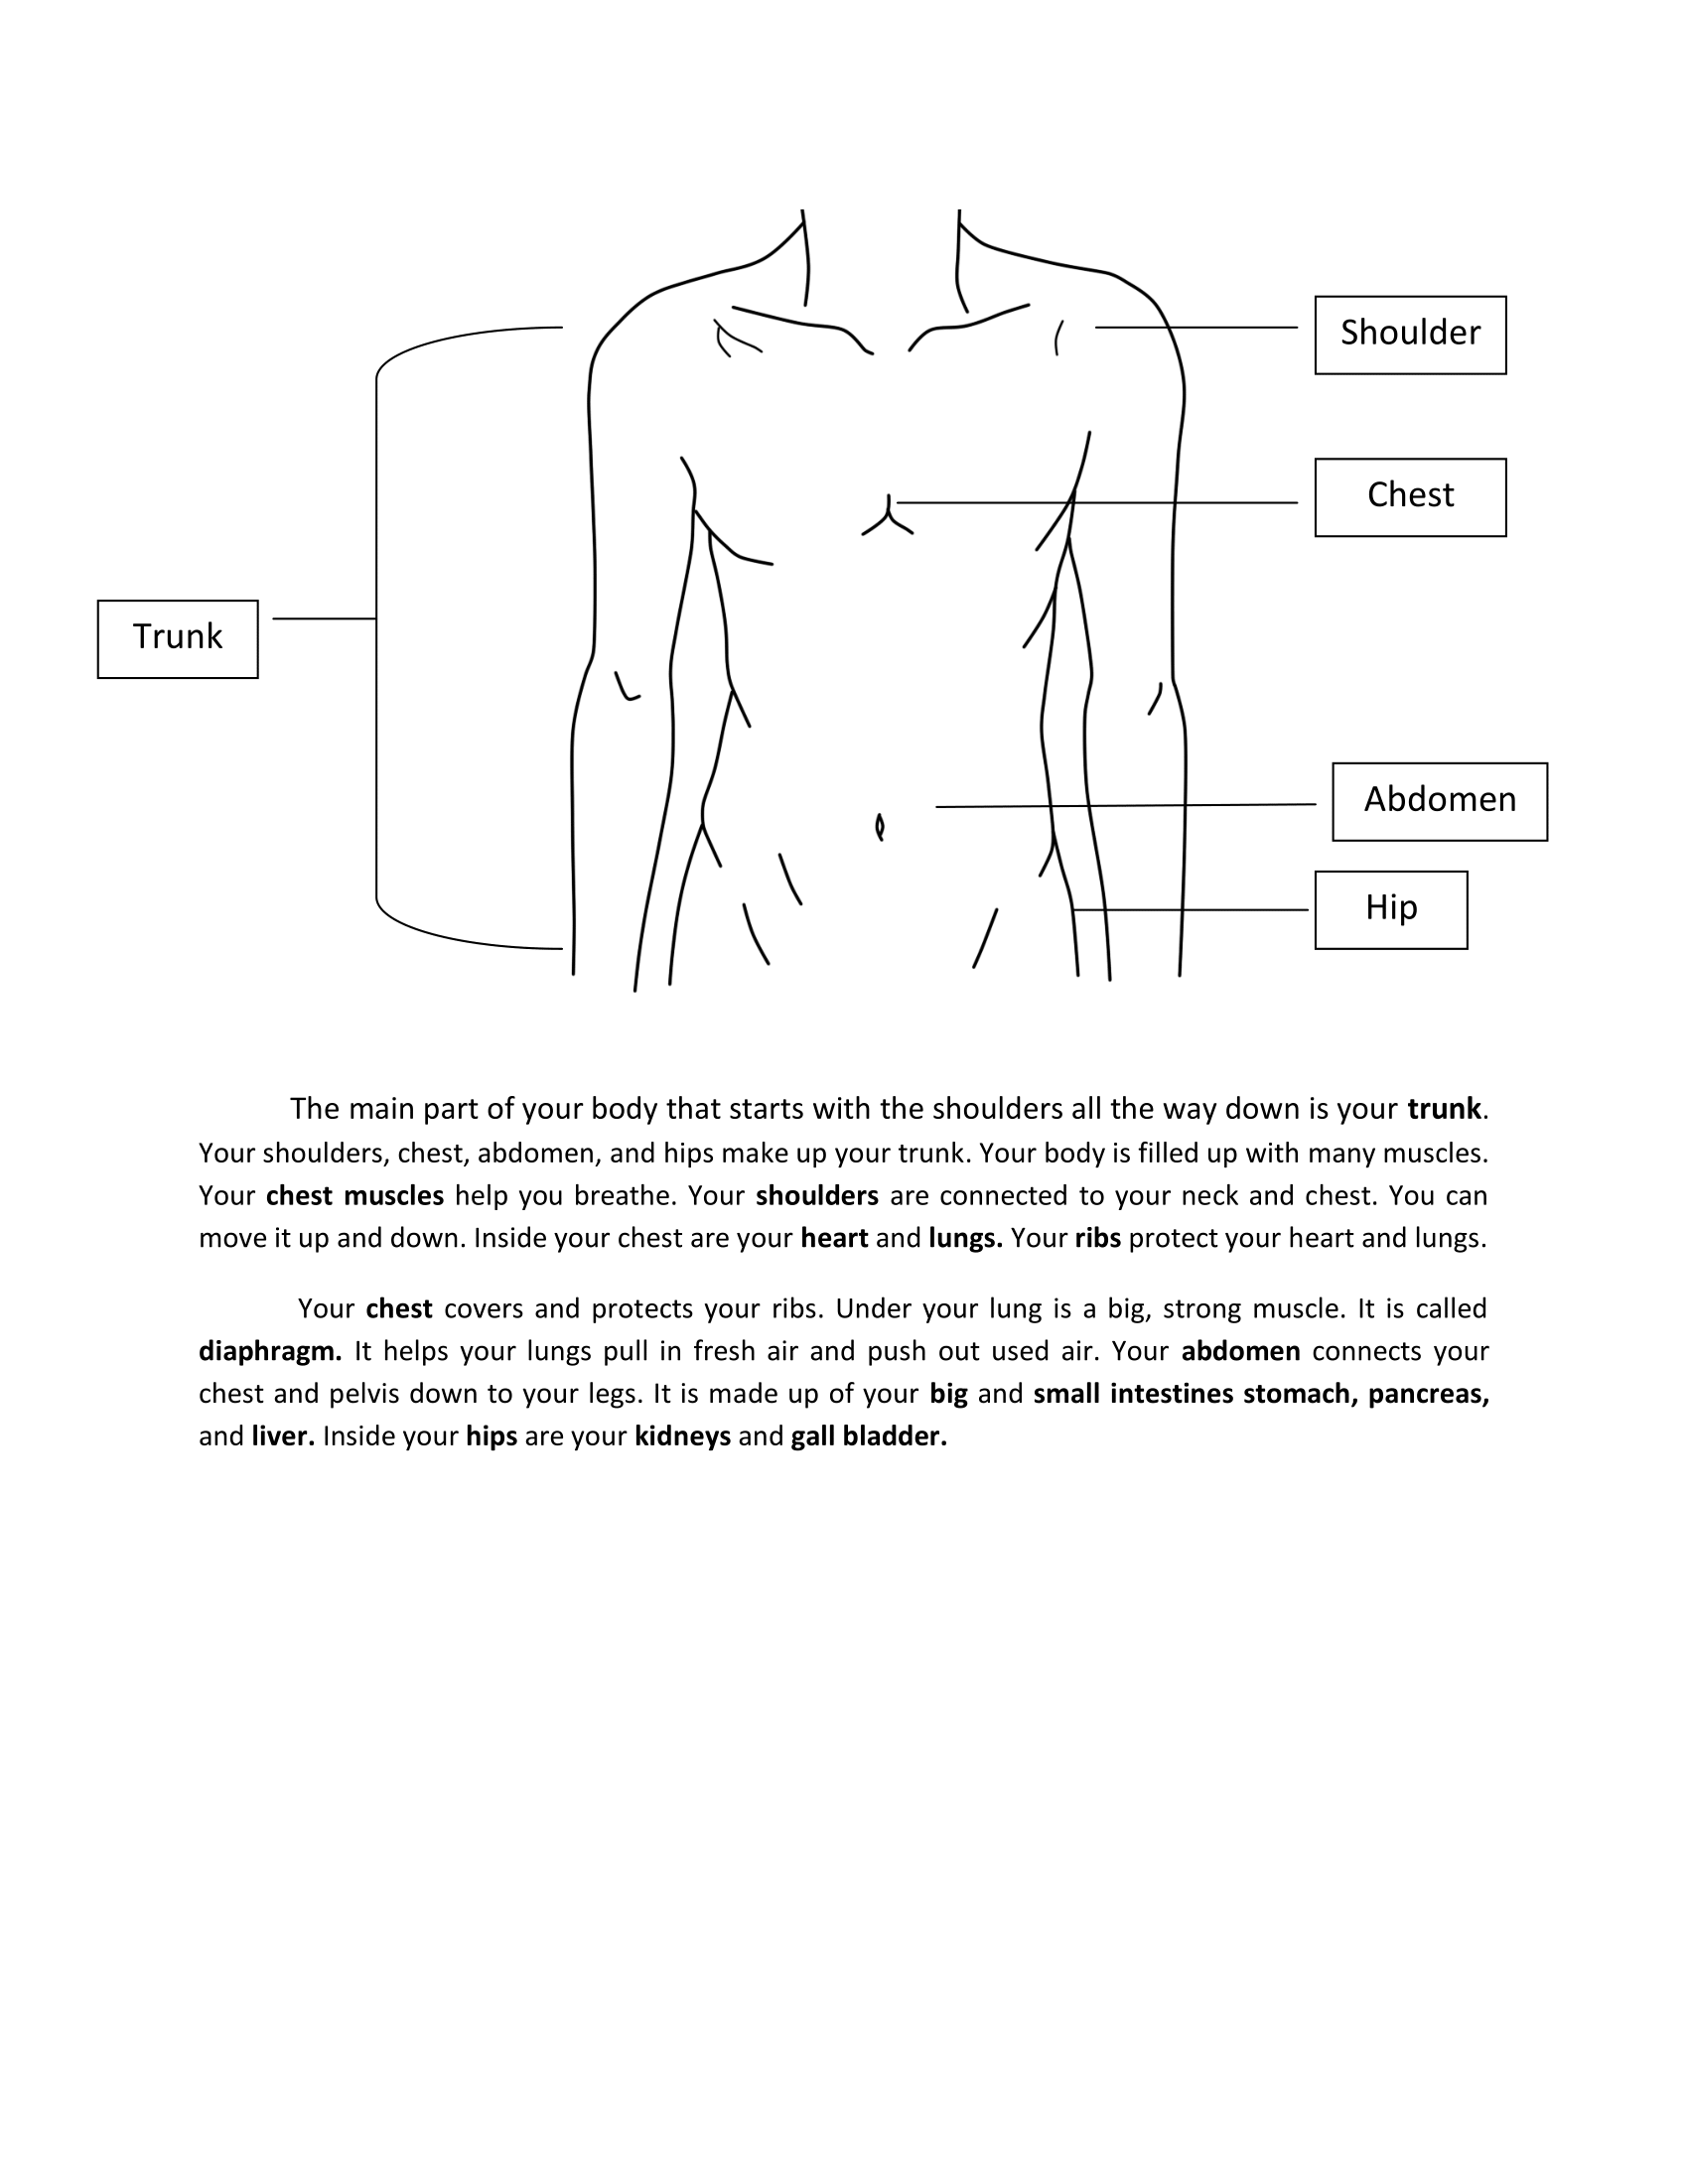 Shoulder
Chest
Trunk
Abdomen
Hip
The main part of your body that starts with the shoulders all the way down is your trunk.
Your shoulders, chest, abdomen, and hips make up your trunk. Your body is filled up with many muscles.
Your chest muscles help you breathe. Your shoulders are connected to your neck and chest. You can
move it up and down. Inside your chest are your heart and lungs. Your ribs protect your heart and lungs.
Your chest covers and protects your ribs. Under your lung is a big, strong muscle. It is called
diaphragm. It helps your lungs pull in fresh air and push out used air. Your abdomen connects your
chest and pelvis down to your legs. It is made up of your big and small intestines stomach, pancreas,
and liver. Inside your hips are your kidneys and gall bladder.